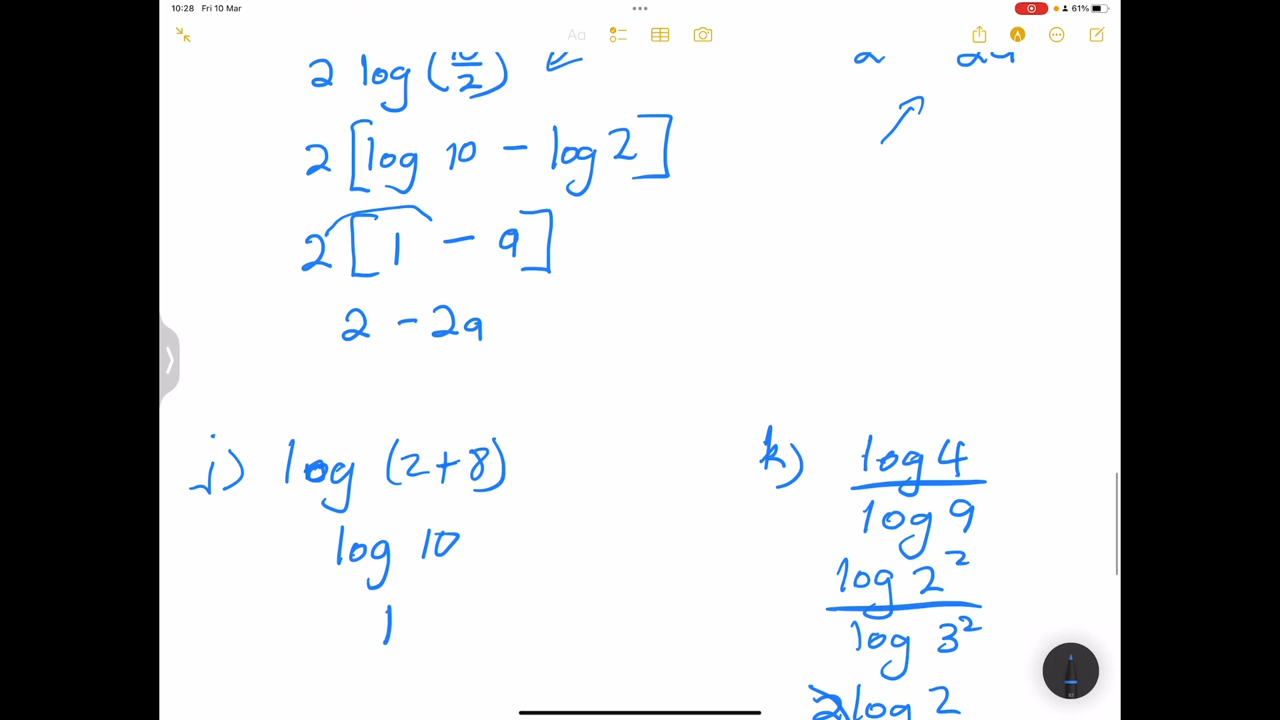 10:28 Fri 10 Mar
61%
Aa
2 log (10/2)
2 [log 10 - log 2]
2 [1 - a]
2 - 2a
j) log (2+8)
log 10
1
k) log 4 / log 9
log 2² / log 3²
2 log 2